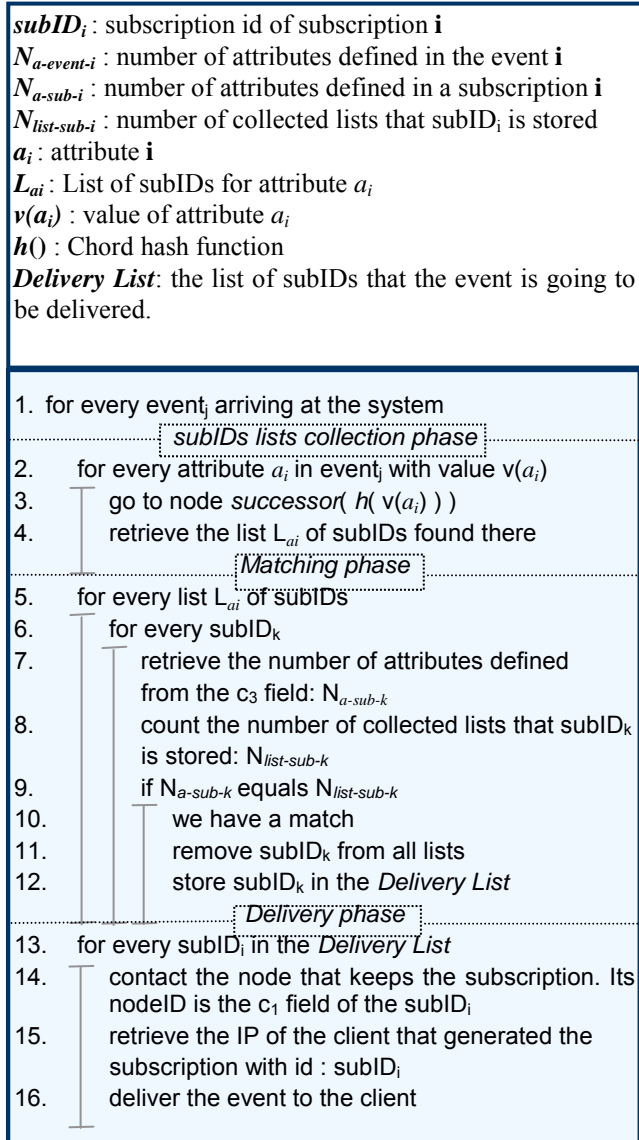 subIDi : subscription id of subscription i
Na-event-i : number of attributes defined in the event i
Na-sub-i : number of attributes defined in a subscription i
Nlist-sub-i : number of collected lists that subIDi is stored
ai : attribute i
Lai : List of subIDs for attribute ai
v(ai) : value of attribute ai
h() : Chord hash function
Delivery List: the list of subIDs that the event is going to
be delivered.
1. for every eventj arriving at the system
subIDs lists collection phase
2. for every attribute ai in eventj with value v(ai)
3. go to node successor( h( v(ai) ) )
4. retrieve the list Lai of subIDs found there
Matching phase
5. for every list Lai of subIDs
6. for every subIDk
7. retrieve the number of attributes defined
from the c3 field: Na-sub-k
8. count the number of collected lists that subIDk
is stored: Nlist-sub-k
9. if Na-sub-k equals Nlist-sub-k
10. we have a match
11. remove subIDk from all lists
12. store subIDk in the Delivery List
Delivery phase
13. for every subIDi in the Delivery List
14. contact the node that keeps the subscription. Its
nodeID is the c1 field of the subIDi
15. retrieve the IP of the client that generated the
subscription with id : subIDi
16. deliver the event to the client